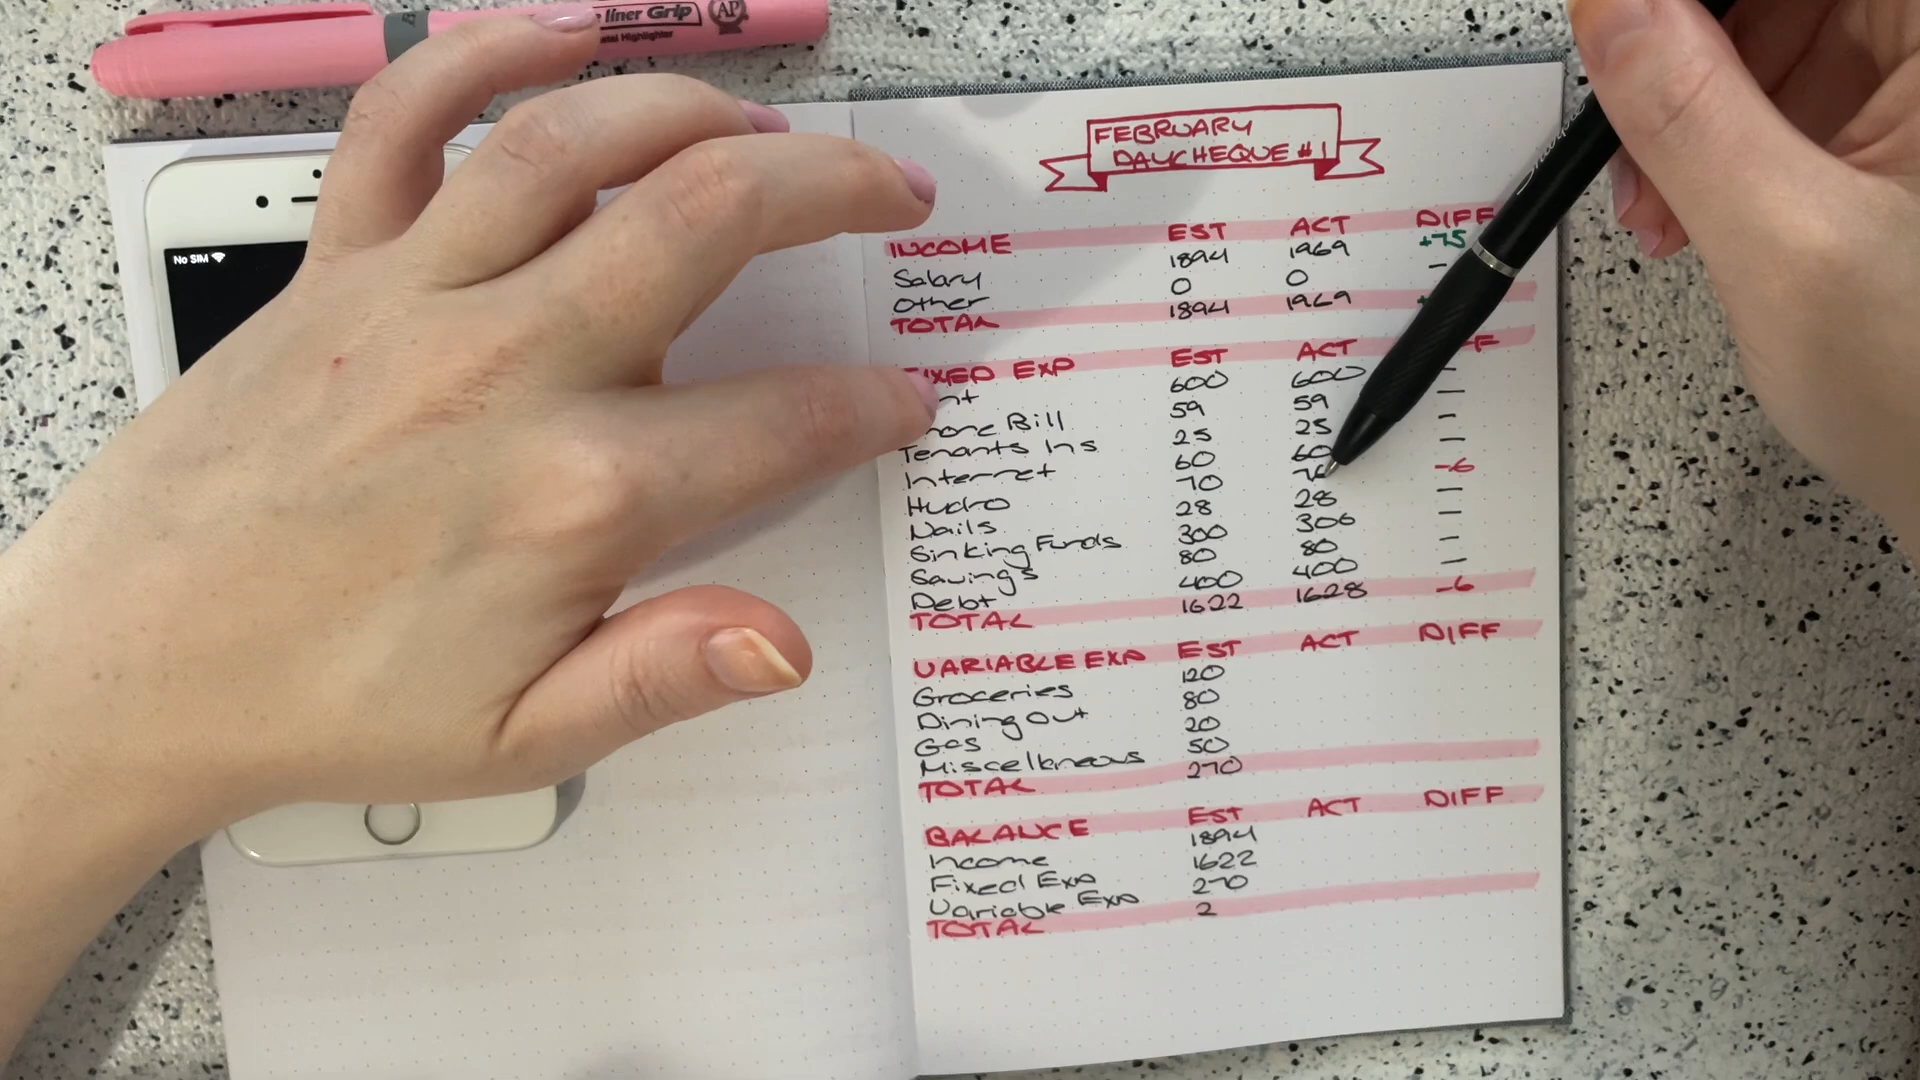 liner Grip
AP
Highlighter
No SIM
FEBRUARY
PAYCHEQUE #1
INCOME EST ACT DIFF
Salary 1894 1969 +75
Other 0 0 -
TOTAL 1894 1969
FIXED EXP EST ACT
600 600 -
Phone Bill 59 59 -
Tenants Ins 25 25 -
Internet 60 60 -
Hydro 70 76 -6
Nails 28 28 -
Sinking Funds 300 300 -
Savings 80 80 -
Debt 400 400 -
TOTAL 1622 1628 -6
VARIABLE EXP EST ACT DIFF
Groceries 120
Dining Out 80
Gas 20
Miscellaneous 50
TOTAL 270
BALANCE EST ACT DIFF
Income 1894
Fixed Exp 1622
Variable Exp 270
TOTAL 2